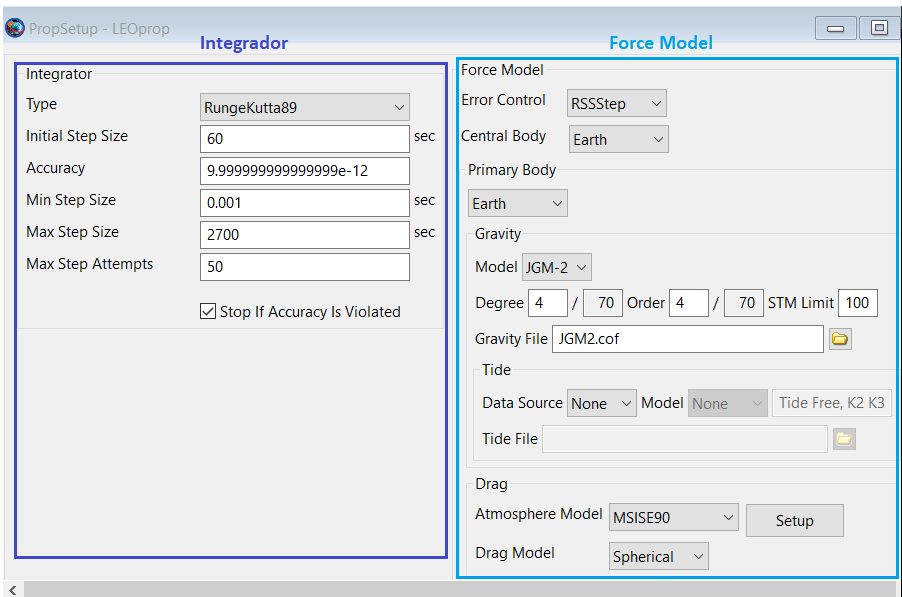 PropSetup - LEOprop
Integrador
Force Model
Integrator
Type RungeKutta89
Initial Step Size 60 sec
Accuracy 9.999999999999999e-12
Min Step Size 0.001 sec
Max Step Size 2700 sec
Max Step Attempts 50
Stop If Accuracy Is Violated
Force Model
Error Control RSSStep
Central Body Earth
Primary Body
Earth
Gravity
Model JGM-2
Degree 4 / 70 Order 4 / 70 STM Limit 100
Gravity File JGM2.cof
Tide
Data Source None Model None Tide Free, K2 K3
Tide File
Drag
Atmosphere Model MSISE90 Setup
Drag Model Spherical